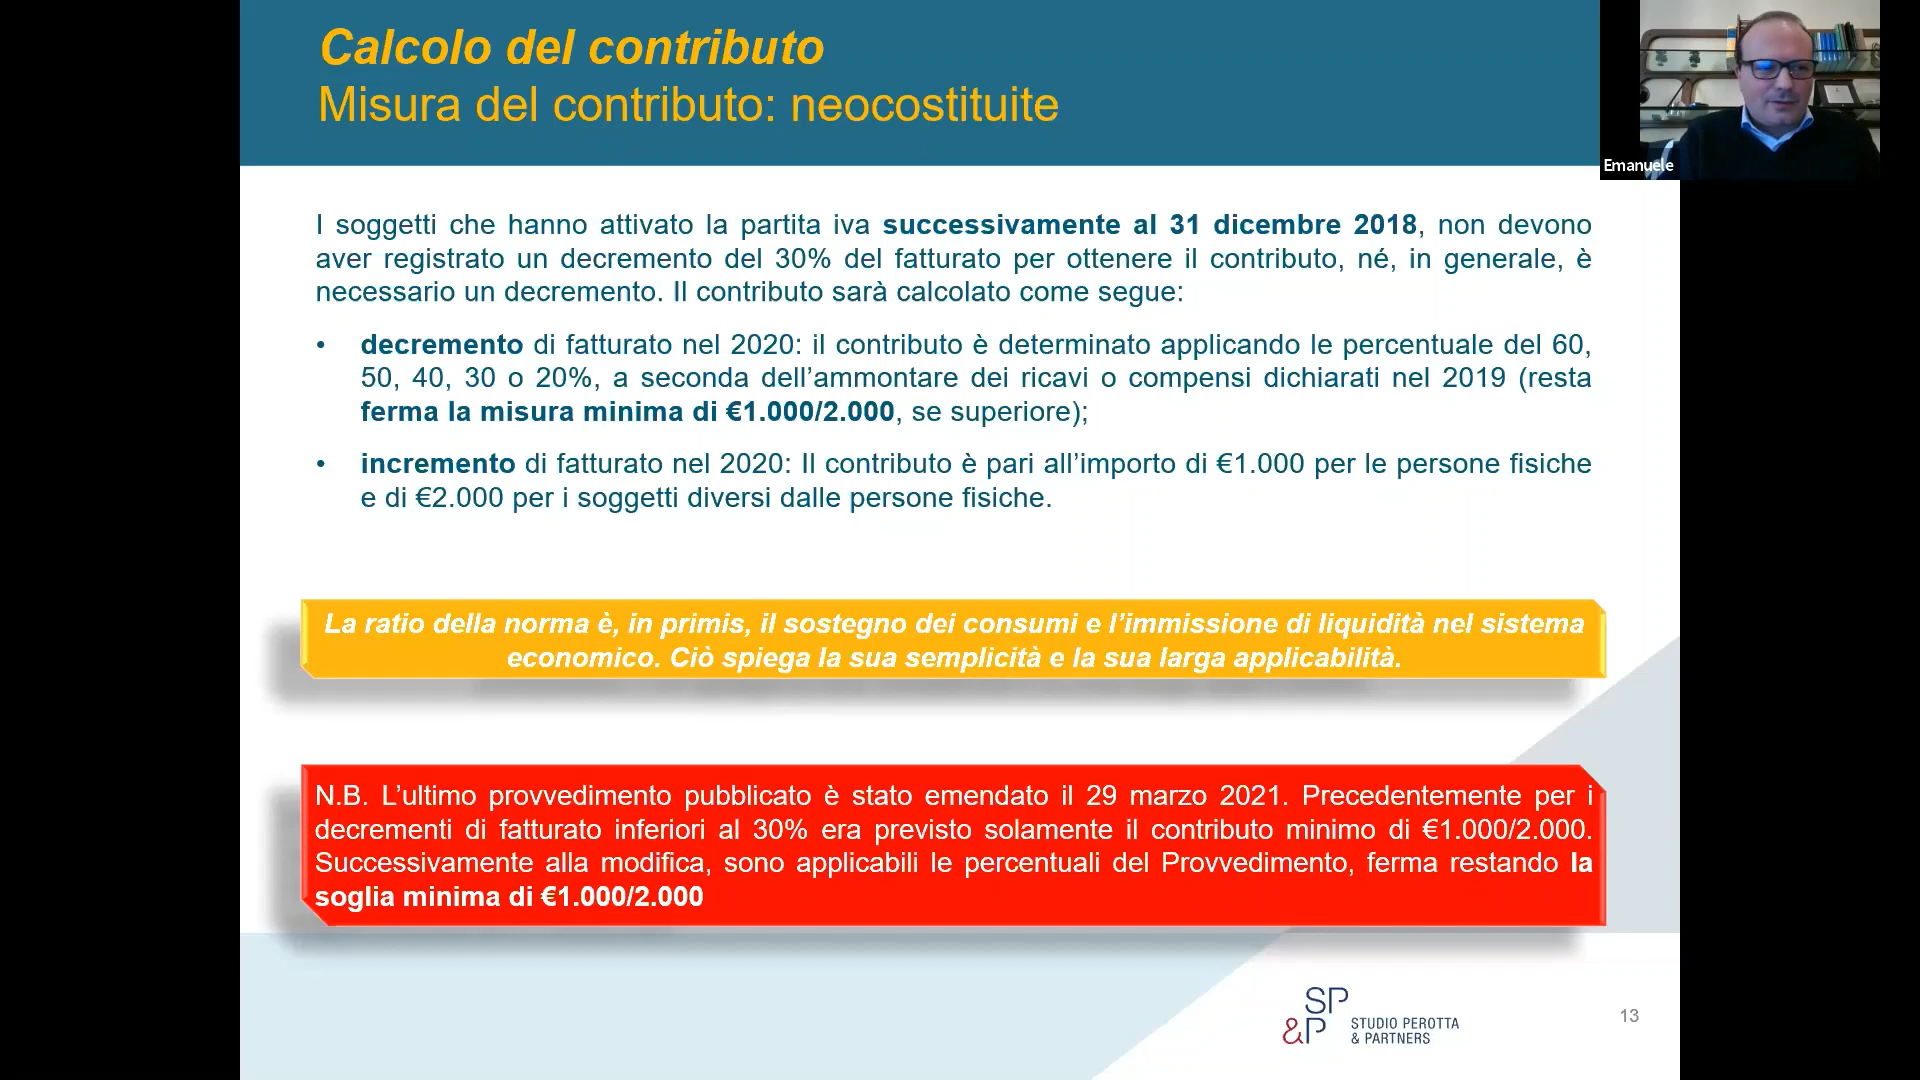 Calcolo del contributo
Misura del contributo: neocostituite
Emanuele
I soggetti che hanno attivato la partita iva successivamente al 31 dicembre 2018, non devono
aver registrato un decremento del 30% del fatturato per ottenere il contributo, né, in generale, è
necessario un decremento. Il contributo sarà calcolato come segue:
• decremento di fatturato nel 2020: il contributo è determinato applicando le percentuale del 60,
50, 40, 30 o 20%, a seconda dell’ammontare dei ricavi o compensi dichiarati nel 2019 (resta
ferma la misura minima di €1.000/2.000, se superiore);
• incremento di fatturato nel 2020: Il contributo è pari all’importo di €1.000 per le persone fisiche
e di €2.000 per i soggetti diversi dalle persone fisiche.
La ratio della norma è, in primis, il sostegno dei consumi e l’immissione di liquidità nel sistema
economico. Ciò spiega la sua semplicità e la sua larga applicabilità.
N.B. L’ultimo provvedimento pubblicato è stato emendato il 29 marzo 2021. Precedentemente per i
decrementi di fatturato inferiori al 30% era previsto solamente il contributo minimo di €1.000/2.000.
Successivamente alla modifica, sono applicabili le percentuali del Provvedimento, ferma restando la
soglia minima di €1.000/2.000
SP
&P
STUDIO PEROTTA
& PARTNERS
13